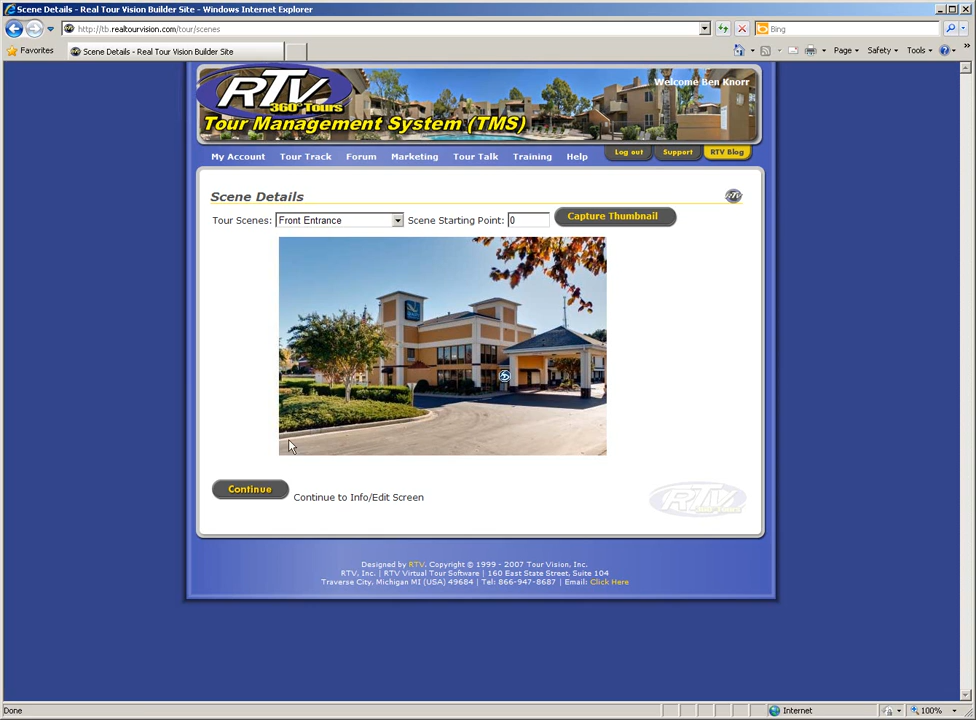 Scene Details - Real Tour Vision Builder Site - Windows Internet Explorer
http://tb.realtourvision.com/tour/scenes
Bing
Favorites
Scene Details - Real Tour Vision Builder Site
Page
Safety
Tools
»
RTV
360° Tours
Tour Management System (TMS)
Welcome Ben Knorr
My Account
Tour Track
Forum
Marketing
Tour Talk
Training
Help
Log out
Support
RTV Blog
Scene Details
RTV
Tour Scenes: Front Entrance Scene Starting Point: 0 Capture Thumbnail
Continue Continue to Info/Edit Screen
RTV
360° Tours
Designed by RTV, Copyright © 1999 - 2007 Tour Vision, Inc.
RTV, Inc. | RTV Virtual Tour Software | 160 East State Street, Suite 104
Traverse City, Michigan MI (USA) 49684 | Tel: 866-947-8687 | Email: Click Here
Done
Internet
100%